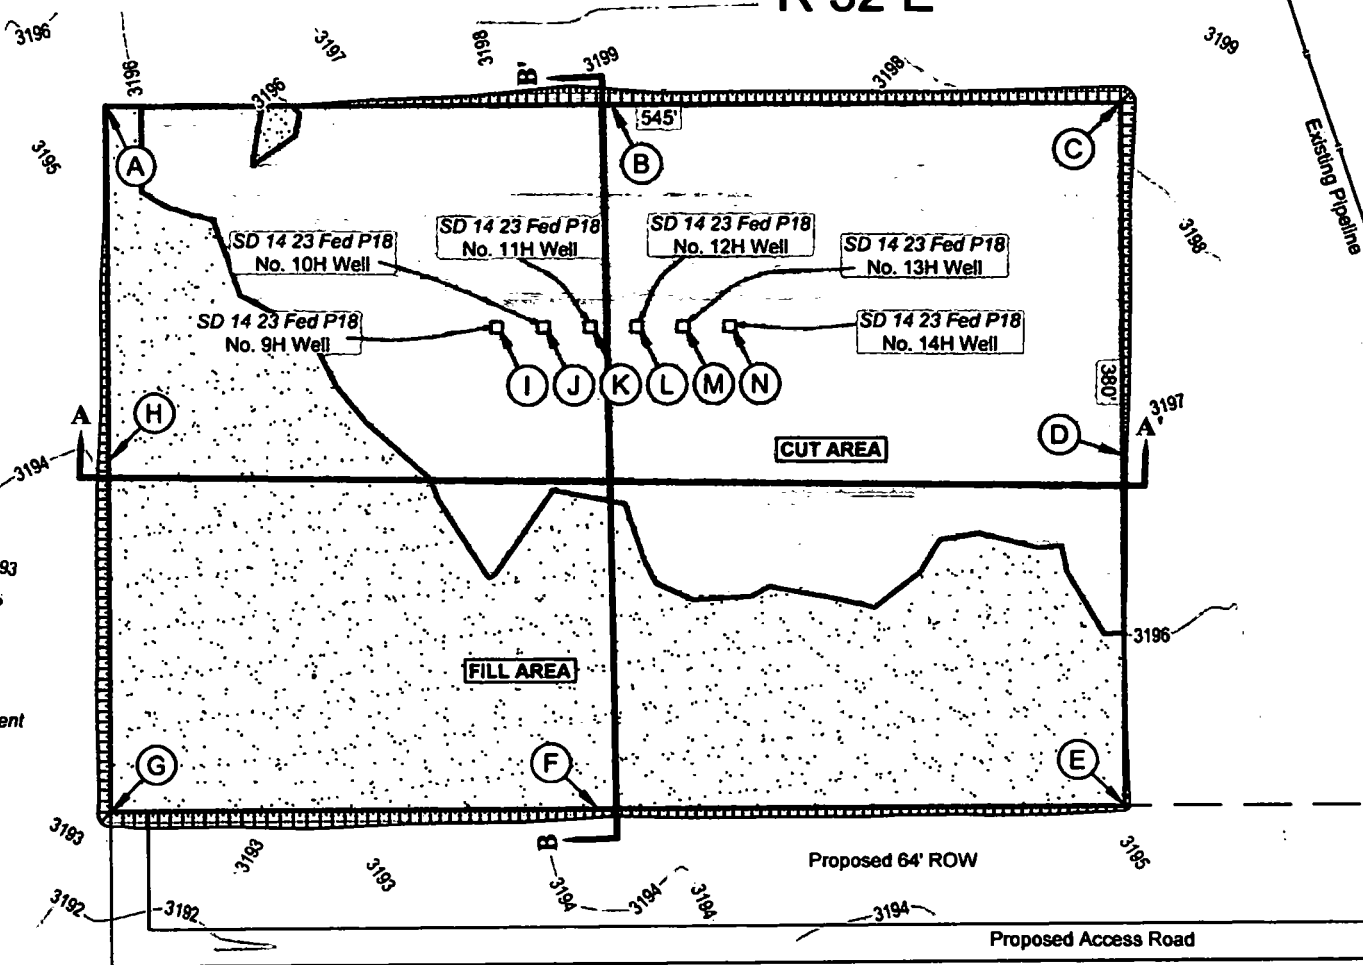 R 32 E
3196
3196
3197
3198
3199
3198
3199
B'
3196
545'
3195
A
B
C
Existing Pipeline
3198
SD 14 23 Fed P18
No. 10H Well
SD 14 23 Fed P18
No. 11H Well
SD 14 23 Fed P18
No. 12H Well
SD 14 23 Fed P18
No. 13H Well
SD 14 23 Fed P18
No. 9H Well
SD 14 23 Fed P18
No. 14H Well
I
J
K
L
M
N
380'
3197
A
H
D
A'
CUT AREA
3194
93
3196
FILL AREA
ent
G
F
E
3193
3193
3193
B
3194
3194
3194
Proposed 64' ROW
3195
3192
3192
3194
Proposed Access Road